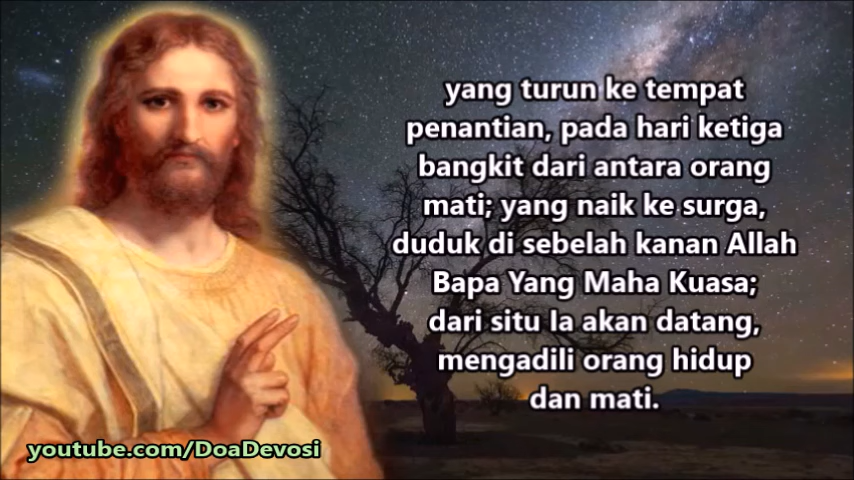 yang turun ke tempat
penantian, pada hari ketiga
bangkit dari antara orang
mati; yang naik ke surga,
duduk di sebelah kanan Allah
Bapa Yang Maha Kuasa;
dari situ Ia akan datang,
mengadili orang hidup
dan mati.
youtube.com/DoaDevosi